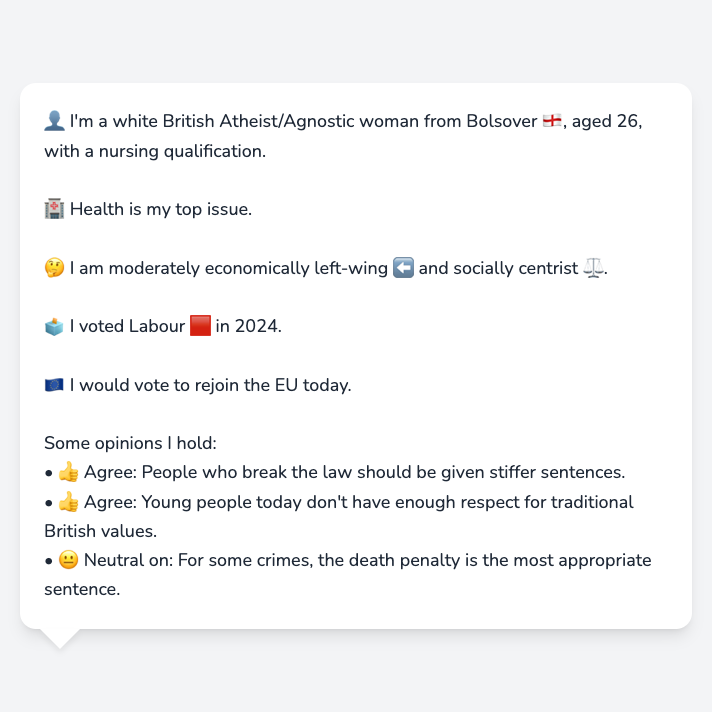 👤 I'm a white British Atheist/Agnostic woman from Bolsover 🏴󠁧󠁢󠁥󠁮󠁧󠁿, aged 26,
with a nursing qualification.
🏥 Health is my top issue.
🤔 I am moderately economically left-wing ⬅️ and socially centrist ⚖️.
🗳️ I voted Labour 🟥 in 2024.
🇪🇺 I would vote to rejoin the EU today.
Some opinions I hold:
• 👍 Agree: People who break the law should be given stiffer sentences.
• 👍 Agree: Young people today don't have enough respect for traditional
British values.
• 😐 Neutral on: For some crimes, the death penalty is the most appropriate
sentence.